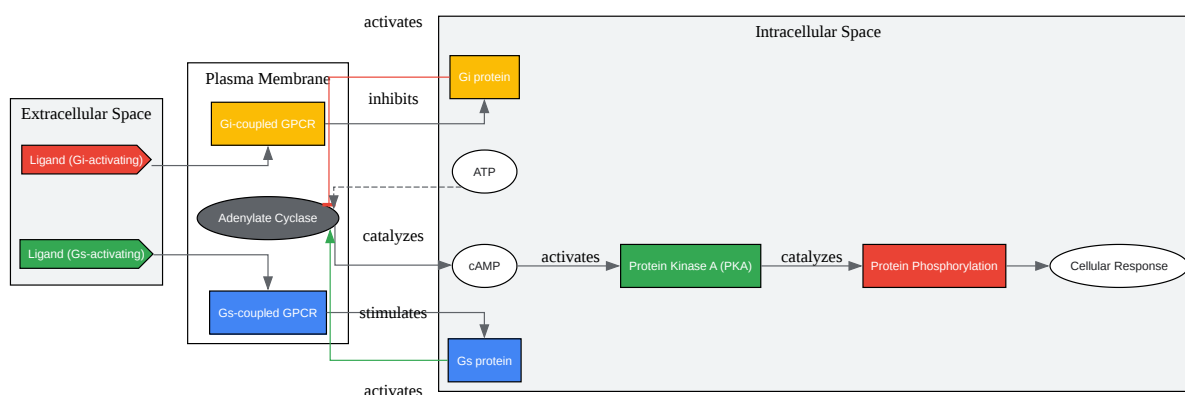 activates
Intracellular Space
Plasma Membrane
Gi protein
inhibits
Extracellular Space
Gi-coupled GPCR
Ligand (Gi-activating)
ATP
Adenylate Cyclase
catalyzes
Ligand (Gs-activating)
cAMP
activates
Protein Kinase A (PKA)
catalyzes
Protein Phosphorylation
Cellular Response
Gs-coupled GPCR
stimulates
Gs protein
activates